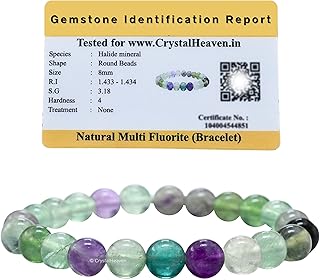 Gemstone Identification Report
Tested for www.CrystalHeaven.in
Species : Halide mineral
Shape : Round Beads
Size : 8mm
R.I : 1.433 - 1.434
S.G : 3.18
Hardness : 4
Treatment : None
Certificate No. :
104004544851
Natural Multi Fluorite (Bracelet)
© CrystalHeaven